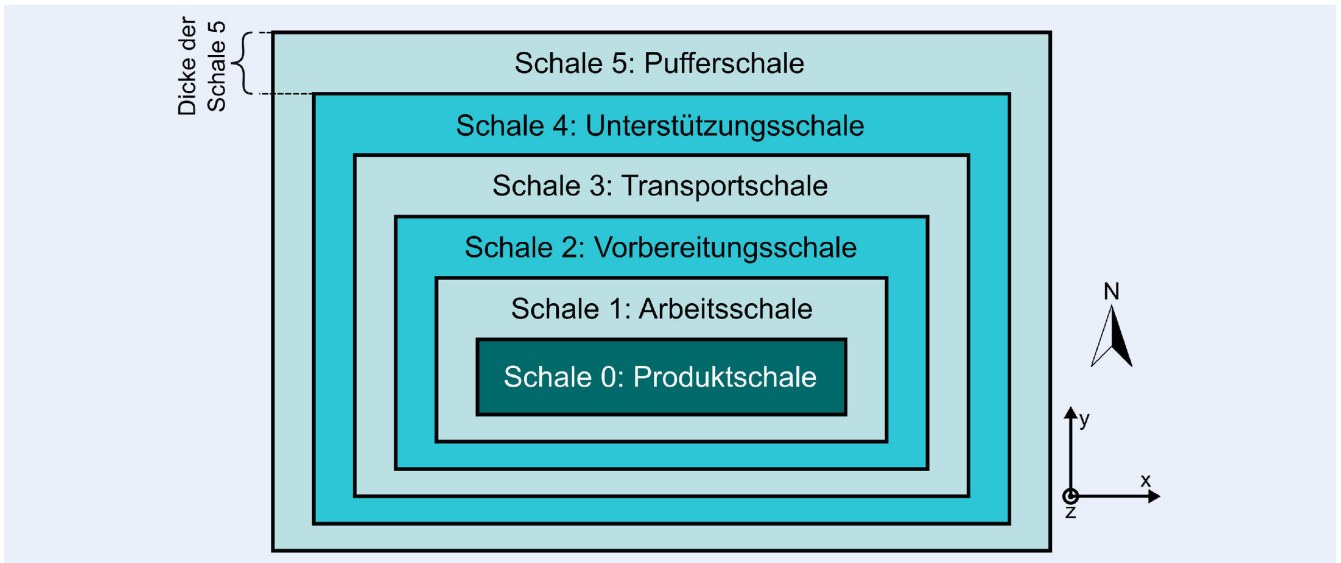 Dicke der
Schale 5
Schale 5: Pufferschale
Schale 4: Unterstützungsschale
Schale 3: Transportschale
Schale 2: Vorbereitungsschale
Schale 1: Arbeitsschale
Schale 0: Produktschale
N
y
x
z